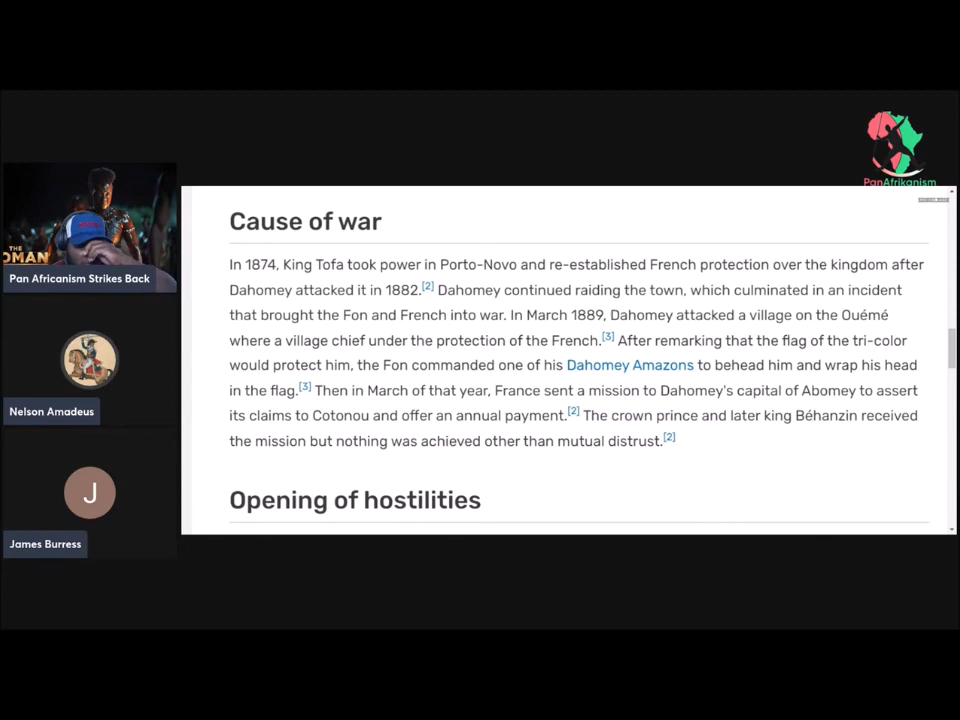 PanAfrikanism
THE
OMAN
Pan Africanism Strikes Back
Nelson Amadeus
J
James Burress
Cause of war
In 1874, King Tofa took power in Porto-Novo and re-established French protection over the kingdom after
Dahomey attacked it in 1882.[2] Dahomey continued raiding the town, which culminated in an incident
that brought the Fon and French into war. In March 1889, Dahomey attacked a village on the Ouémé
where a village chief under the protection of the French.[3] After remarking that the flag of the tri-color
would protect him, the Fon commanded one of his Dahomey Amazons to behead him and wrap his head
in the flag.[3] Then in March of that year, France sent a mission to Dahomey's capital of Abomey to assert
its claims to Cotonou and offer an annual payment.[2] The crown prince and later king Béhanzin received
the mission but nothing was achieved other than mutual distrust.[2]
Opening of hostilities